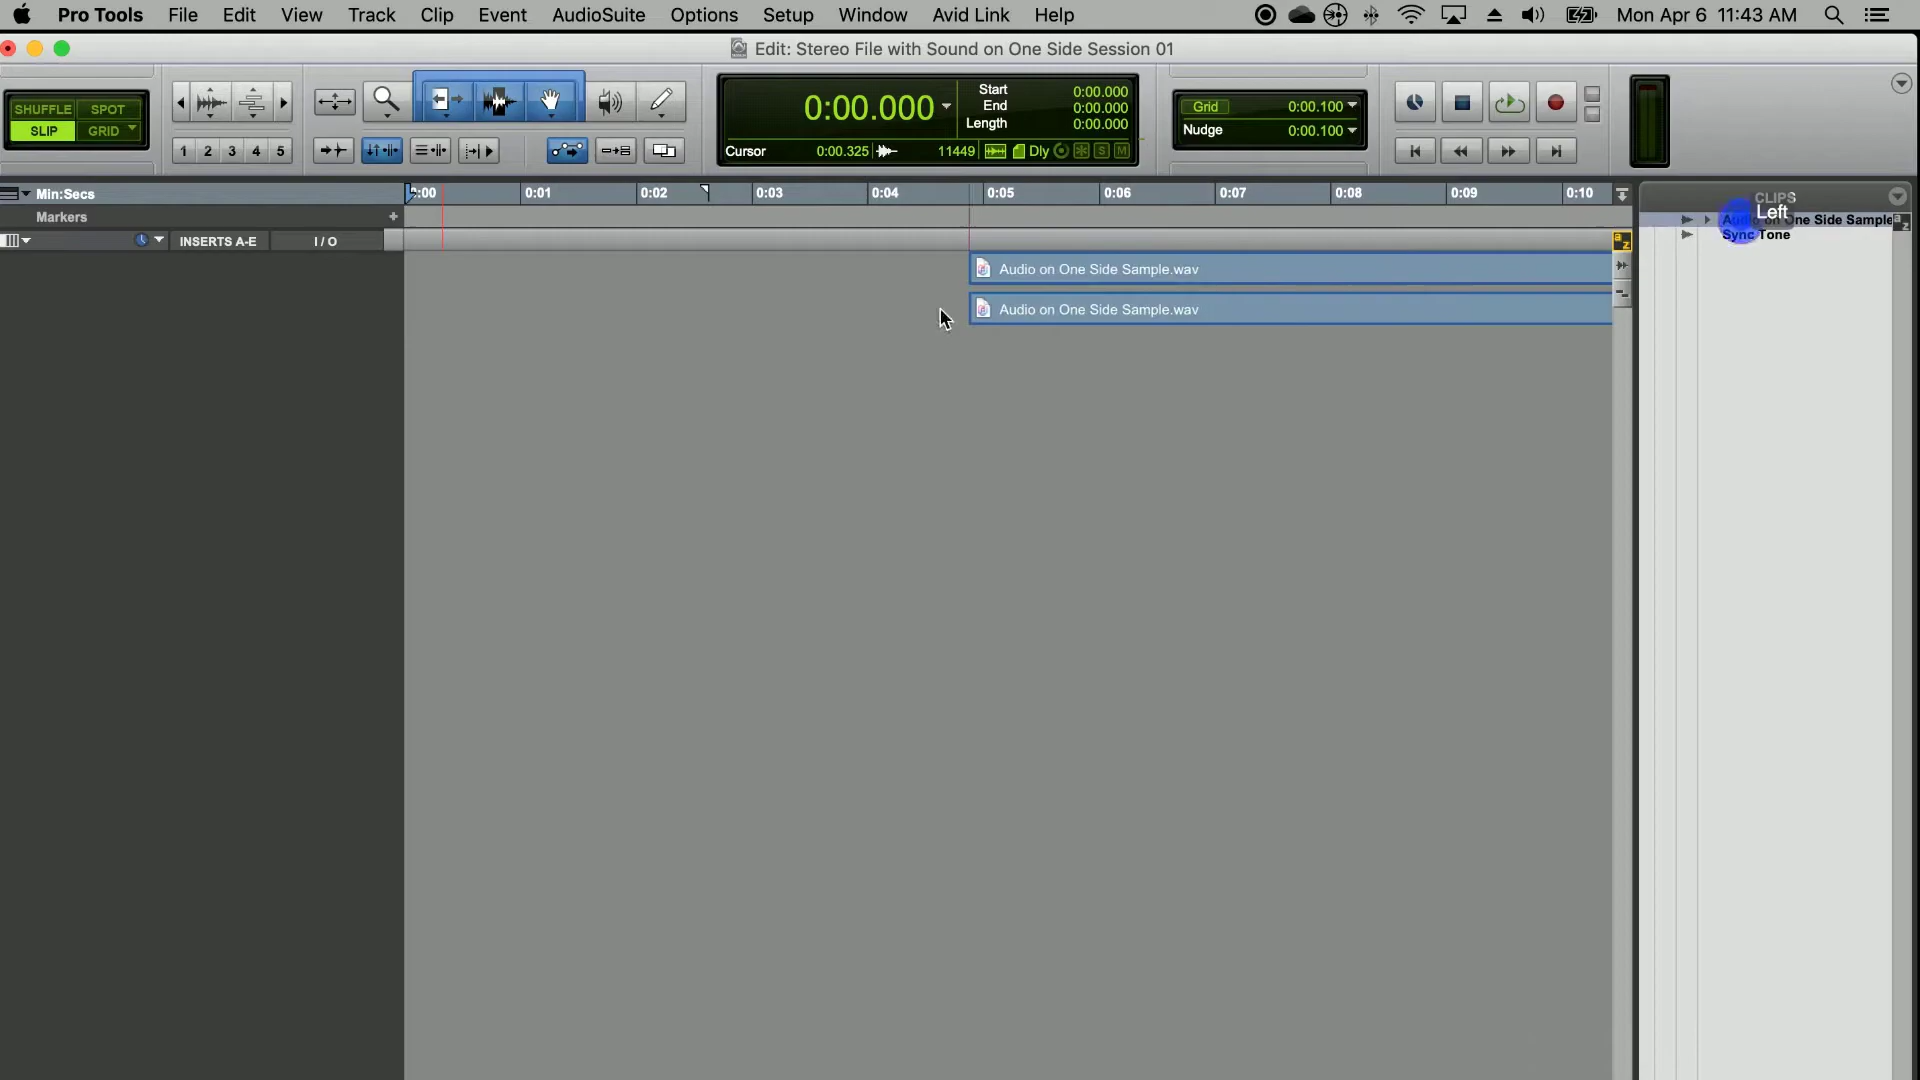 Pro Tools File Edit View Track Clip Event AudioSuite Options Setup Window Avid Link Help Mon Apr 6 11:43 AM
Edit: Stereo File with Sound on One Side Session 01
SHUFFLE SPOT
SLIP GRID
1 2 3 4 5
0:00.000
Start 0:00.000
End 0:00.000
Length 0:00.000
Cursor 0:00.325 11449 Dly S M
Grid 0:00.100
Nudge 0:00.100
Min:Secs 0:00 0:01 0:02 0:03 0:04 0:05 0:06 0:07 0:08 0:09 0:10
Markers
INSERTS A-E I / O
Audio on One Side Sample.wav
Audio on One Side Sample.wav
CLIPS
Left
Audio on One Side Sample
Sync Tone
a z
a z